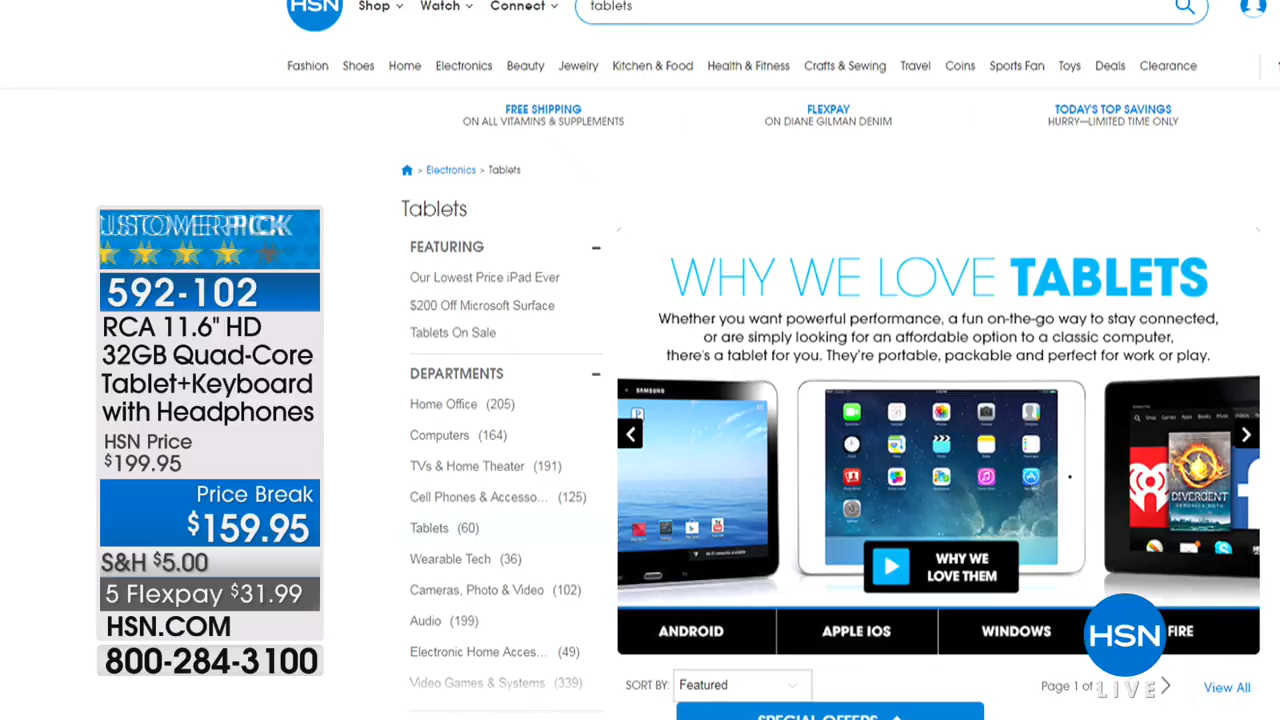 HSN
Shop
Watch
Connect
tablets
Fashion
Shoes
Home
Electronics
Beauty
Jewelry
Kitchen & Food
Health & Fitness
Crafts & Sewing
Travel
Coins
Sports Fan
Toys
Deals
Clearance
FREE SHIPPING
ON ALL VITAMINS & SUPPLEMENTS
FLEXPAY
ON DIANE GILMAN DENIM
TODAY'S TOP SAVINGS
HURRY—LIMITED TIME ONLY
> Electronics > Tablets
CUSTOMER PICK
592-102
RCA 11.6" HD
32GB Quad-Core
Tablet+Keyboard
with Headphones
HSN Price
$199.95
Price Break
$159.95
S&H $5.00
5 Flexpay $31.99
HSN.COM
800-284-3100
Tablets
FEATURING
Our Lowest Price iPad Ever
$200 Off Microsoft Surface
Tablets On Sale
DEPARTMENTS
Home Office (205)
Computers (164)
TVs & Home Theater (191)
Cell Phones & Accesso... (125)
Tablets (60)
Wearable Tech (36)
Cameras, Photo & Video (102)
Audio (199)
Electronic Home Acces... (49)
Video Games & Systems (339)
WHY WE LOVE TABLETS
Whether you want powerful performance, a fun on-the-go way to stay connected,
or are simply looking for an affordable option to a classic computer,
there's a tablet for you. They're portable, packable and perfect for work or play.
SAMSUNG
DIVERGENT
WHY WE
LOVE THEM
ANDROID
APPLE IOS
WINDOWS
FIRE
HSN
LIVE
SORT BY:
Featured
Page 1 of
View All
SPECIAL OFFERS